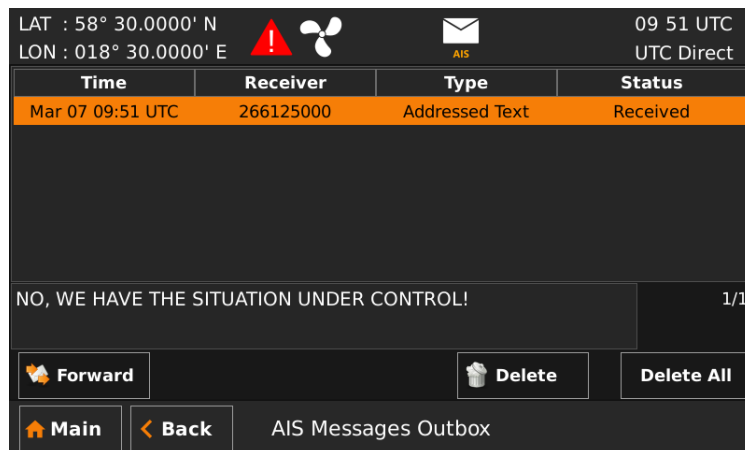 LAT : 58° 30.0000' N
LON : 018° 30.0000' E
AIS
09 51 UTC
UTC Direct
Time Receiver Type Status
Mar 07 09:51 UTC 266125000 Addressed Text Received
NO, WE HAVE THE SITUATION UNDER CONTROL!
1/1
Forward Delete Delete All
Main Back AIS Messages Outbox